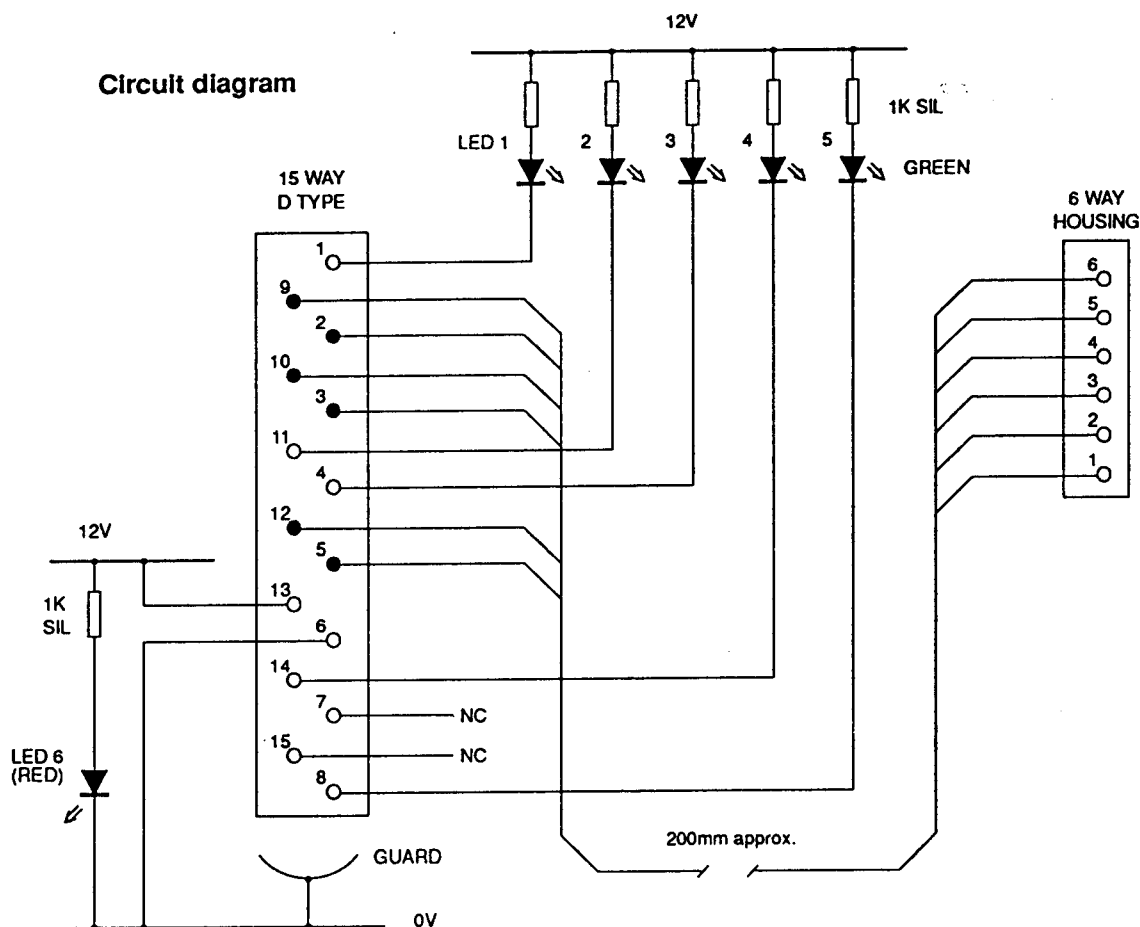 12V
Circuit diagram
1K SIL
LED 1
2
3
4
5
GREEN
15 WAY
D TYPE
6 WAY
HOUSING
1
9
2
10
3
11
4
12
5
13
6
14
7
15
8
NC
NC
6
5
4
3
2
1
12V
1K
SIL
LED 6
(RED)
200mm approx.
GUARD
0V